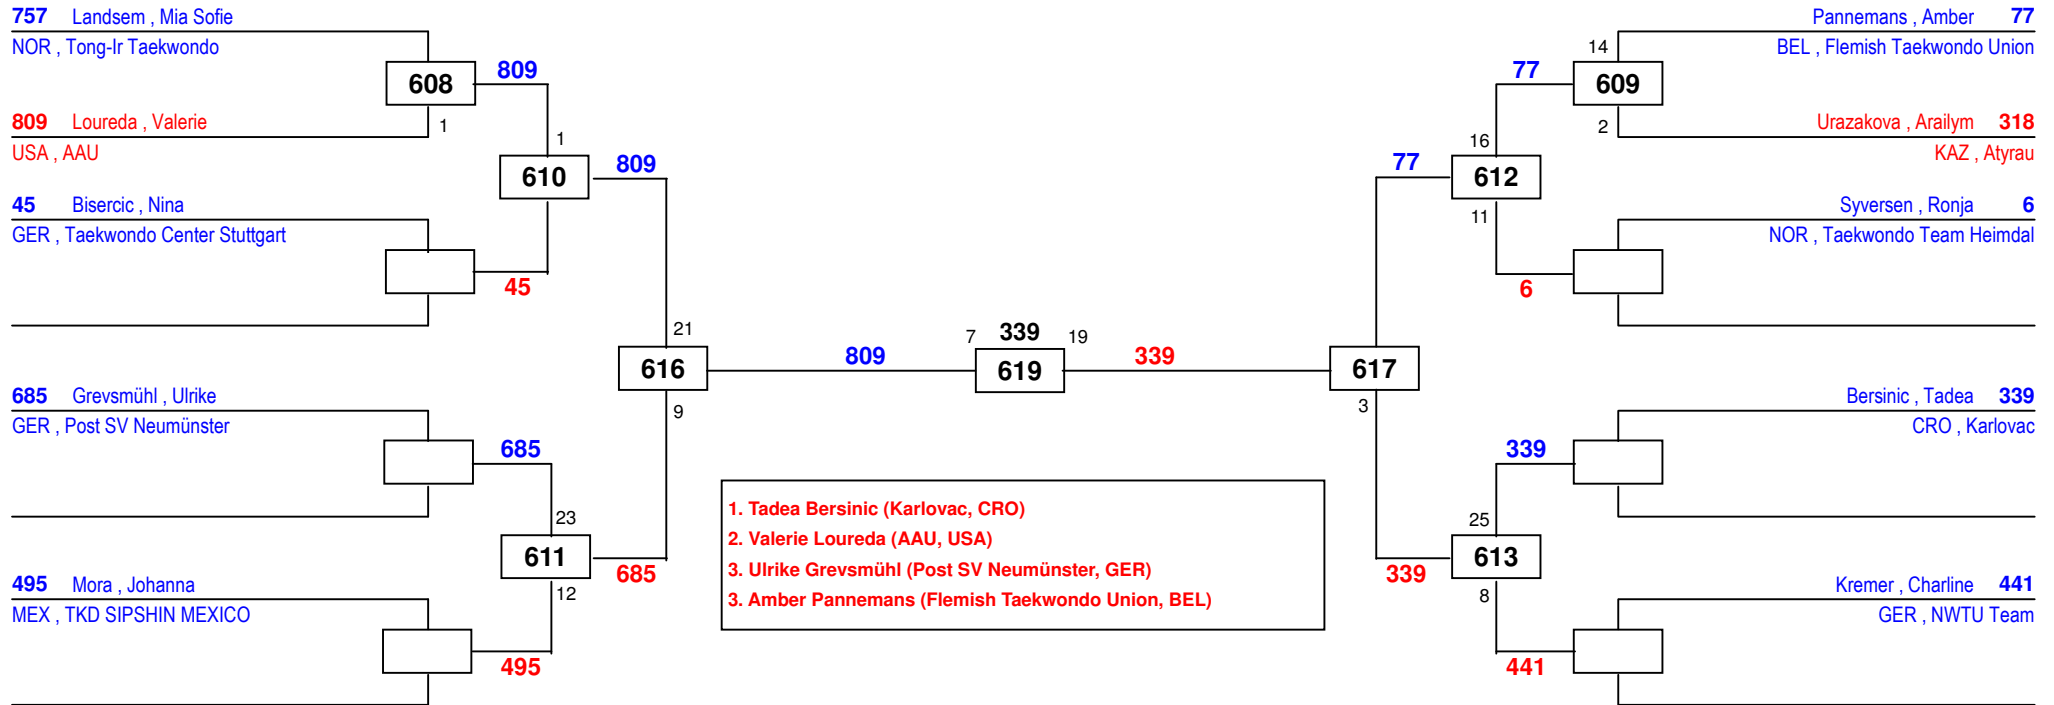 757 Landsem , Mia Sofie
NOR , Tong-Ir Taekwondo
608
809
809 Loureda , Valerie
1
USA , AAU
1
610
809
45 Bisercic , Nina
GER , Taekwondo Center Stuttgart
45
21
616
9
809
685 Grevsmühl , Ulrike
GER , Post SV Neumünster
685
23
611
12
685
495 Mora , Johanna
MEX , TKD SIPSHIN MEXICO
495
7 339 19
619
339
1. Tadea Bersinic (Karlovac, CRO)
2. Valerie Loureda (AAU, USA)
3. Ulrike Grevsmühl (Post SV Neumünster, GER)
3. Amber Pannemans (Flemish Taekwondo Union, BEL)
Pannemans , Amber 77
BEL , Flemish Taekwondo Union
14
609
2
77
Urazakova , Arailym 318
KAZ , Atyrau
16
612
11
77
Syversen , Ronja 6
NOR , Taekwondo Team Heimdal
6
617
3
Bersinic , Tadea 339
CRO , Karlovac
339
25
613
8
339
Kremer , Charline 441
GER , NWTU Team
441